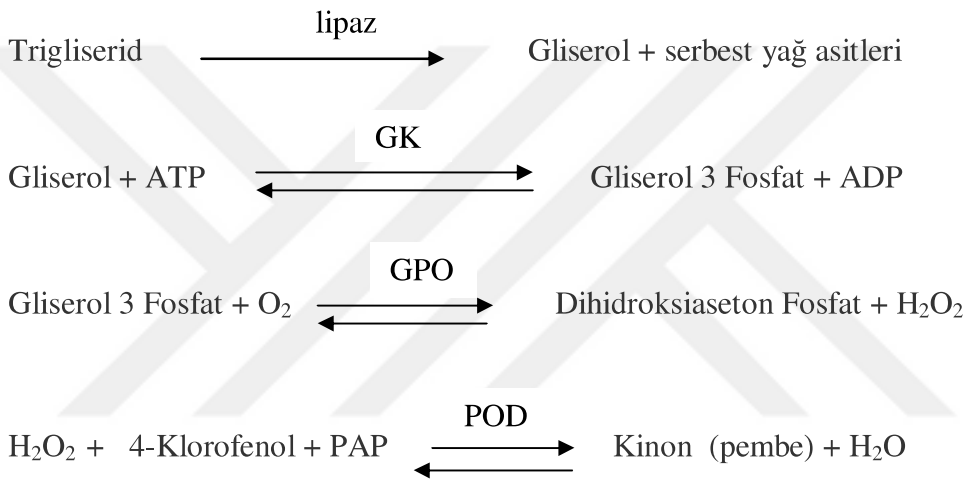 lipaz
Trigliserid Gliserol + serbest yağ asitleri
GK
Gliserol + ATP Gliserol 3 Fosfat + ADP
GPO
Gliserol 3 Fosfat + O₂ Dihidroksiaseton Fosfat + H₂O₂
POD
H₂O₂ + 4-Klorofenol + PAP Kinon (pembe) + H₂O